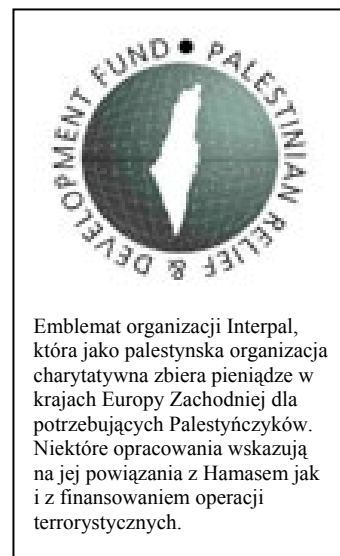 PALESTINIAN RELIEF & DEVELOPMENT FUND
Emblemat organizacji Interpal,
która jako palestynska organizacja
charytatywna zbiera pieniądze w
krajach Europy Zachodniej dla
potrzebujących Palestyńczyków.
Niektóre opracowania wskazują
na jej powiązania z Hamasem jak
i z finansowaniem operacji
terrorystycznych.